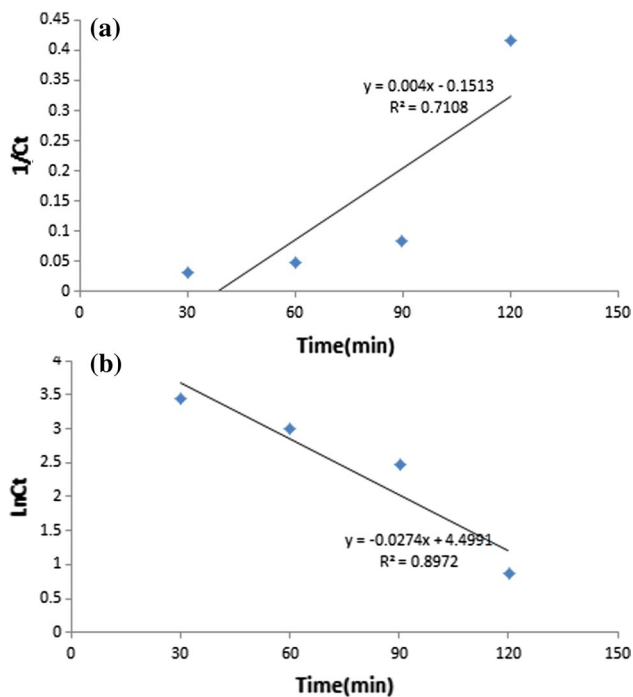 (a)
0.45
0.4
0.35
0.3
0.25
0.2
0.15
0.1
0.05
0
1/Ct
y = 0.004x - 0.1513
R² = 0.7108
0 30 60 90 120 150
Time(min)
(b)
4
3.5
3
2.5
2
1.5
1
0.5
0
LnCt
y = -0.0274x + 4.4991
R² = 0.8972
0 30 60 90 120 150
Time(min)